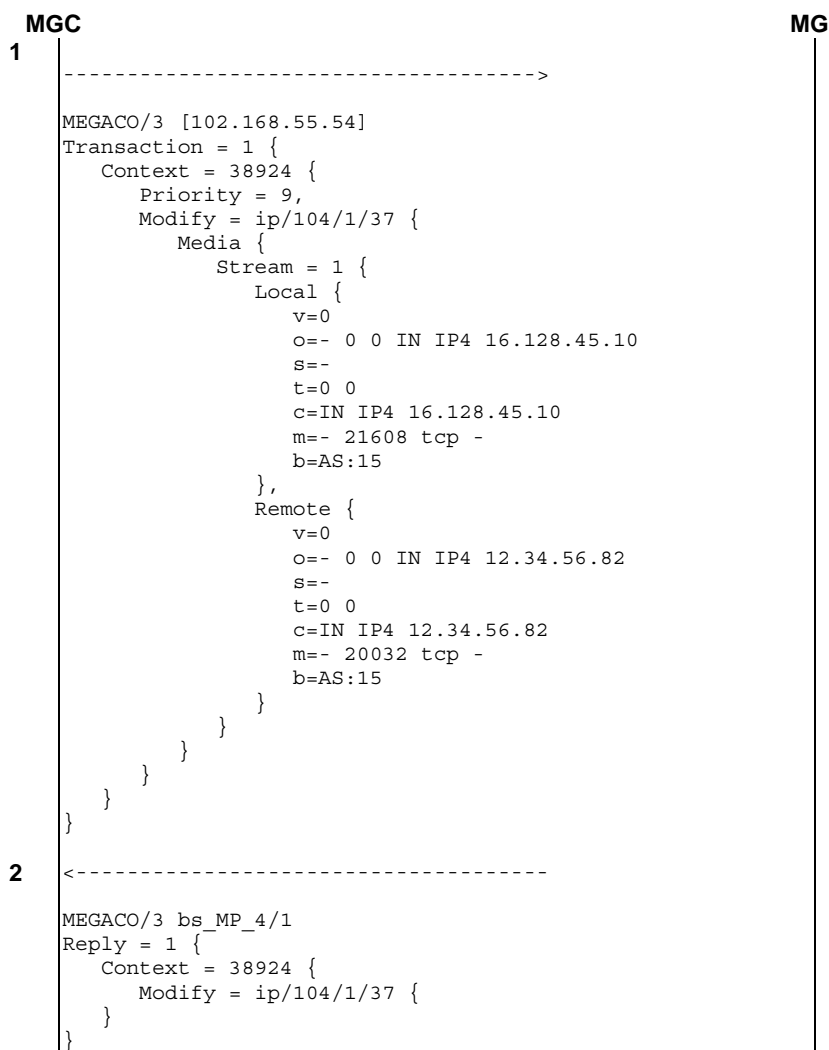 MGC MG
1
------------------------------------->
MEGACO/3 [102.168.55.54]
Transaction = 1 {
   Context = 38924 {
      Priority = 9,
      Modify = ip/104/1/37 {
         Media {
            Stream = 1 {
               Local {
                  v=0
                  o=- 0 0 IN IP4 16.128.45.10
                  s=-
                  t=0 0
                  c=IN IP4 16.128.45.10
                  m=- 21608 tcp -
                  b=AS:15
               },
               Remote {
                  v=0
                  o=- 0 0 IN IP4 12.34.56.82
                  s=-
                  t=0 0
                  c=IN IP4 12.34.56.82
                  m=- 20032 tcp -
                  b=AS:15
               }
            }
         }
      }
   }
}
2
<-------------------------------------
MEGACO/3 bs_MP_4/1
Reply = 1 {
   Context = 38924 {
      Modify = ip/104/1/37 {
   }
}